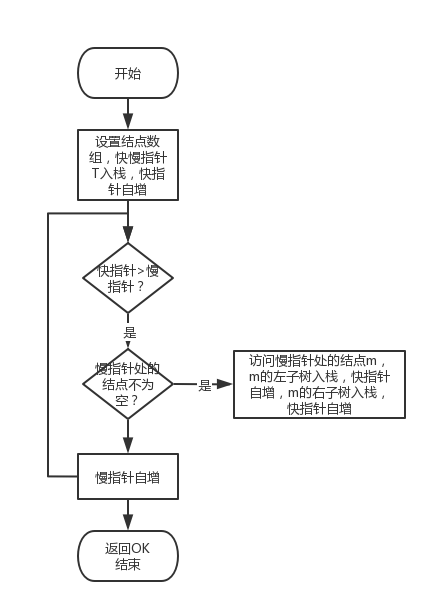 开始
设置结点数
组，快慢指针
T入栈，快指
针自增
快指针>慢
指针？
是
慢指针处的
结点不为
空？
是
访问慢指针处的结点m，
m的左子树入栈，快指针
自增，m的右子树入栈，
快指针自增
慢指针自增
返回OK
结束